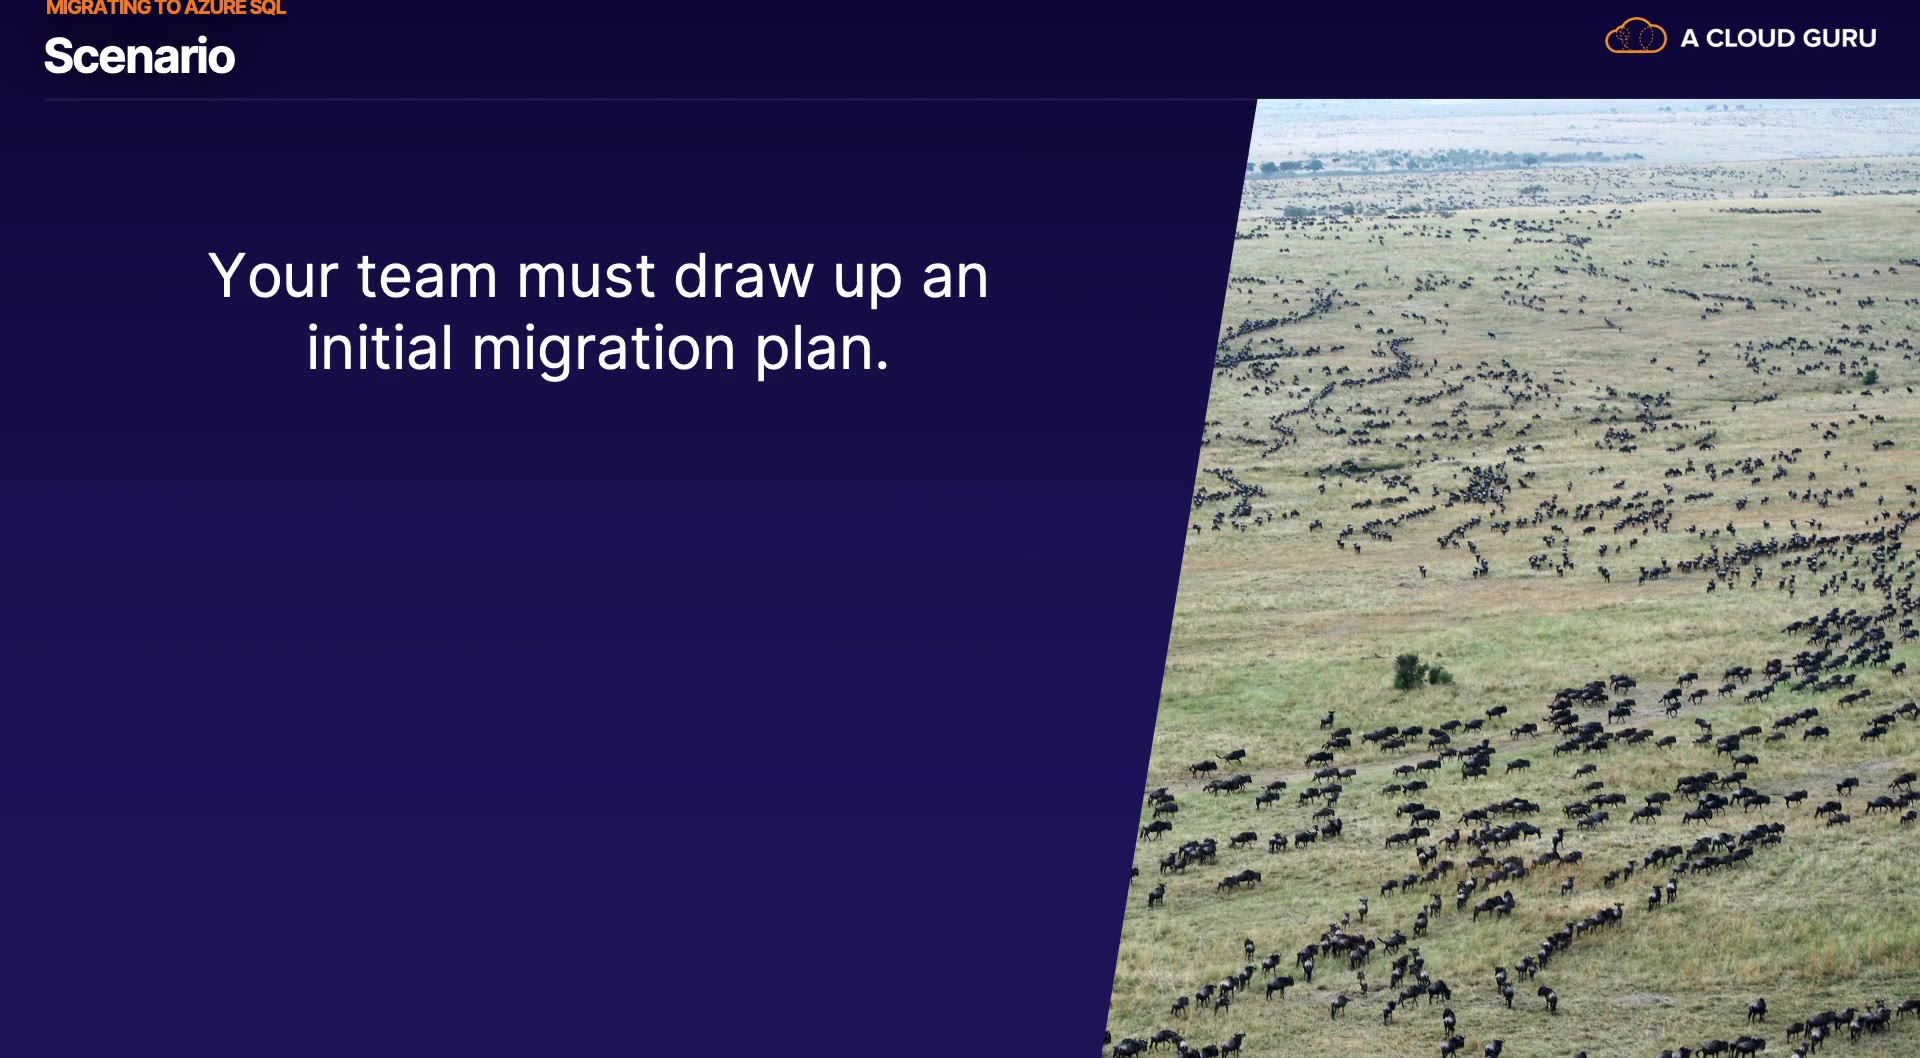 MIGRATING TO AZURE SQL
Scenario
A CLOUD GURU
Your team must draw up an
initial migration plan.